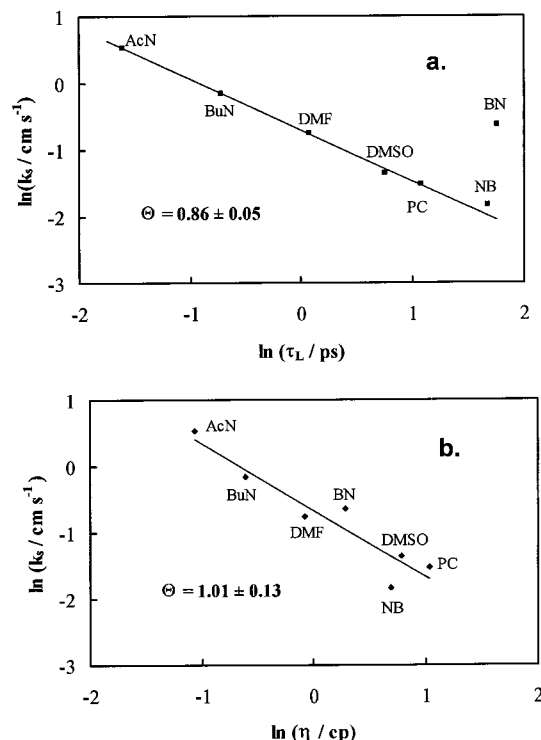 1
AcN
a.
0
BuN
BN
DMF
ln(kₛ / cm s⁻¹)
-1
DMSO
PC
NB
-2
Θ = 0.86 ± 0.05
-3
-2 -1 0 1 2
ln (τL / ps)
1
AcN
b.
0
BuN
BN
DMF
ln (kₛ / cm s⁻¹)
-1
DMSO
PC
NB
-2
Θ = 1.01 ± 0.13
-3
-2 -1 0 1 2
ln (η / cp)